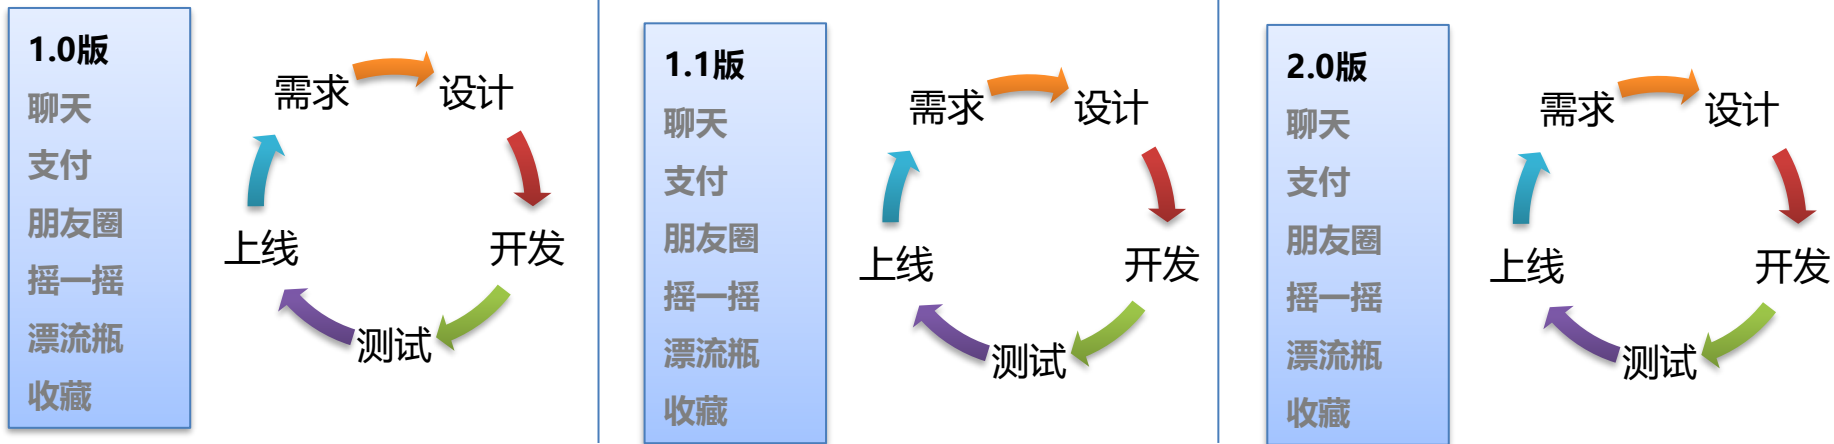 1.0版
聊天
支付
朋友圈
摇一摇
漂流瓶
收藏
需求
设计
开发
测试
上线
1.1版
聊天
支付
朋友圈
摇一摇
漂流瓶
收藏
需求
设计
开发
测试
上线
2.0版
聊天
支付
朋友圈
摇一摇
漂流瓶
收藏
需求
设计
开发
测试
上线